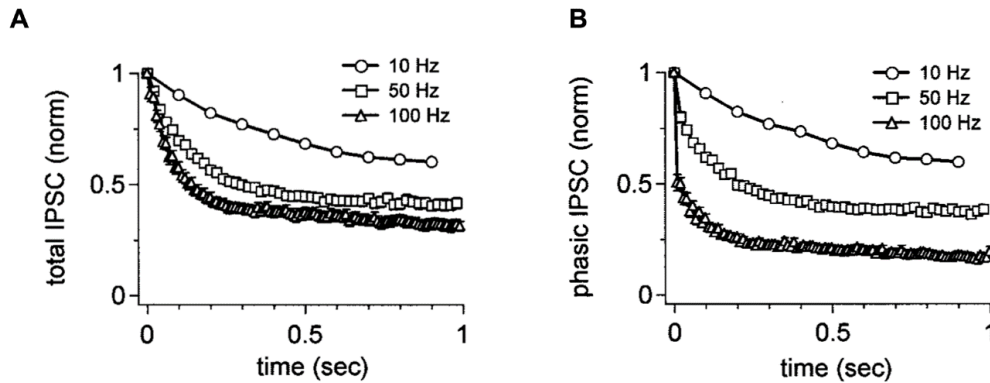 A
total IPSC (norm)
1
0.5
0
10 Hz
50 Hz
100 Hz
0
0.5
1
time (sec)
B
phasic IPSC (norm)
1
0.5
0
10 Hz
50 Hz
100 Hz
0
0.5
1
time (sec)